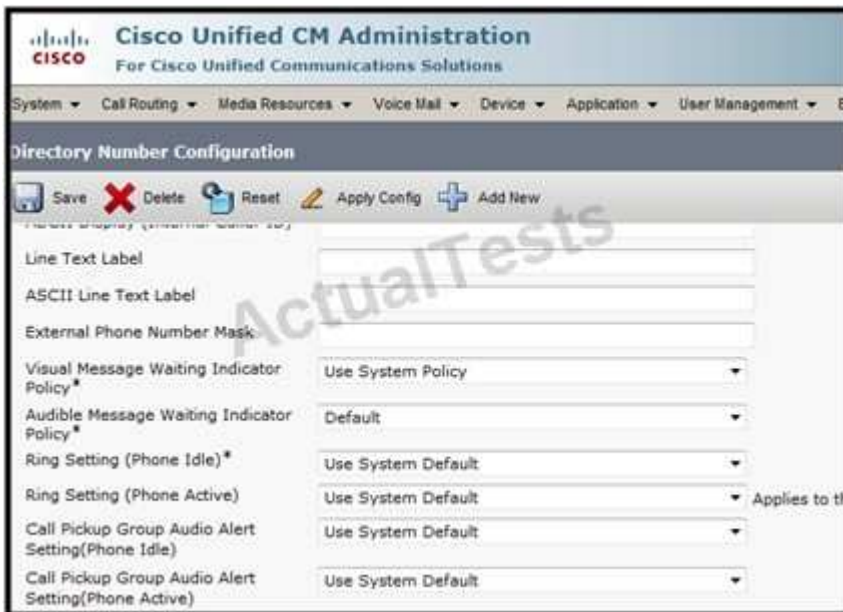 Cisco Unified CM Administration
CISCO
For Cisco Unified Communications Solutions
System Call Routing Media Resources Voice Mail Device Application User Management
Directory Number Configuration
Save Delete Reset Apply Config Add New
Line Text Label
ASCII Line Text Label
External Phone Number Mask
Visual Message Waiting Indicator Policy* Use System Policy
Audible Message Waiting Indicator Policy* Default
Ring Setting (Phone Idle)* Use System Default
Ring Setting (Phone Active) Use System Default Applies to th
Call Pickup Group Audio Alert Setting(Phone Idle) Use System Default
Call Pickup Group Audio Alert Setting(Phone Active) Use System Default
ActualTests